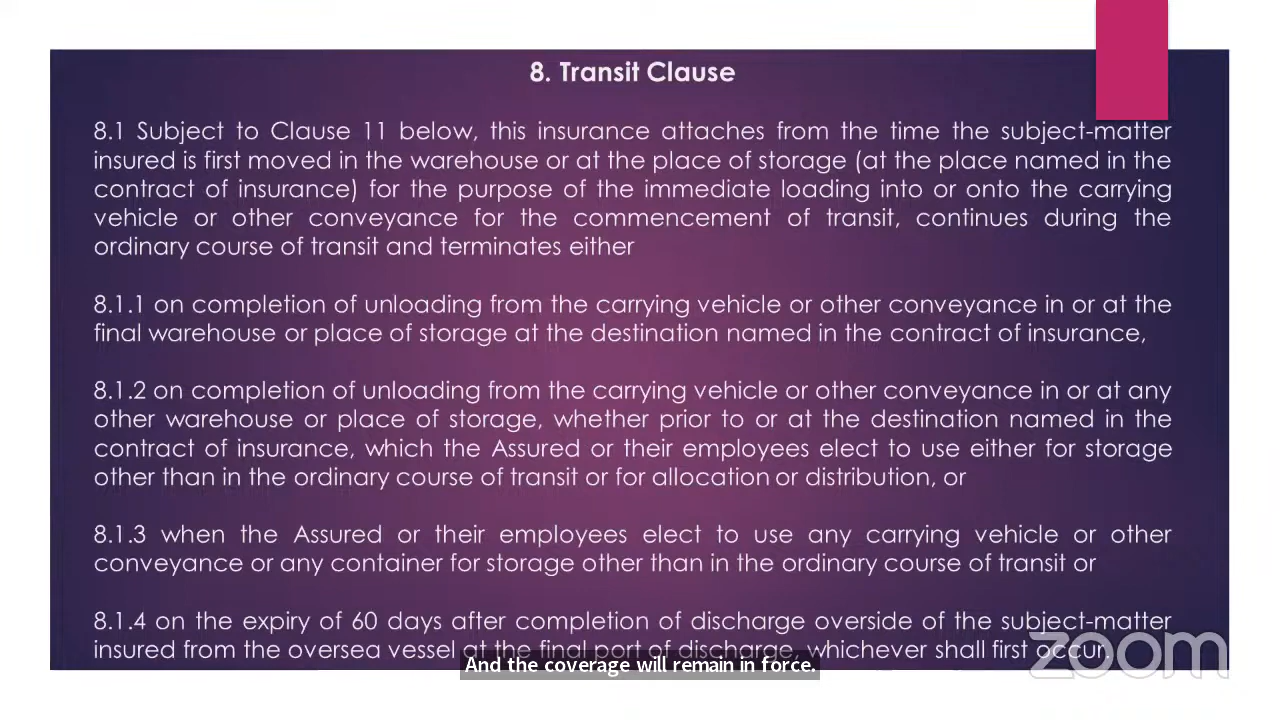 8. Transit Clause
8.1 Subject to Clause 11 below, this insurance attaches from the time the subject-matter
insured is first moved in the warehouse or at the place of storage (at the place named in the
contract of insurance) for the purpose of the immediate loading into or onto the carrying
vehicle or other conveyance for the commencement of transit, continues during the
ordinary course of transit and terminates either
8.1.1 on completion of unloading from the carrying vehicle or other conveyance in or at the
final warehouse or place of storage at the destination named in the contract of insurance,
8.1.2 on completion of unloading from the carrying vehicle or other conveyance in or at any
other warehouse or place of storage, whether prior to or at the destination named in the
contract of insurance, which the Assured or their employees elect to use either for storage
other than in the ordinary course of transit or for allocation or distribution, or
8.1.3 when the Assured or their employees elect to use any carrying vehicle or other
conveyance or any container for storage other than in the ordinary course of transit or
8.1.4 on the expiry of 60 days after completion of discharge overside of the subject-matter
insured from the oversea vessel at the final port of discharge, whichever shall first occur.
And the coverage will remain in force.
zoom